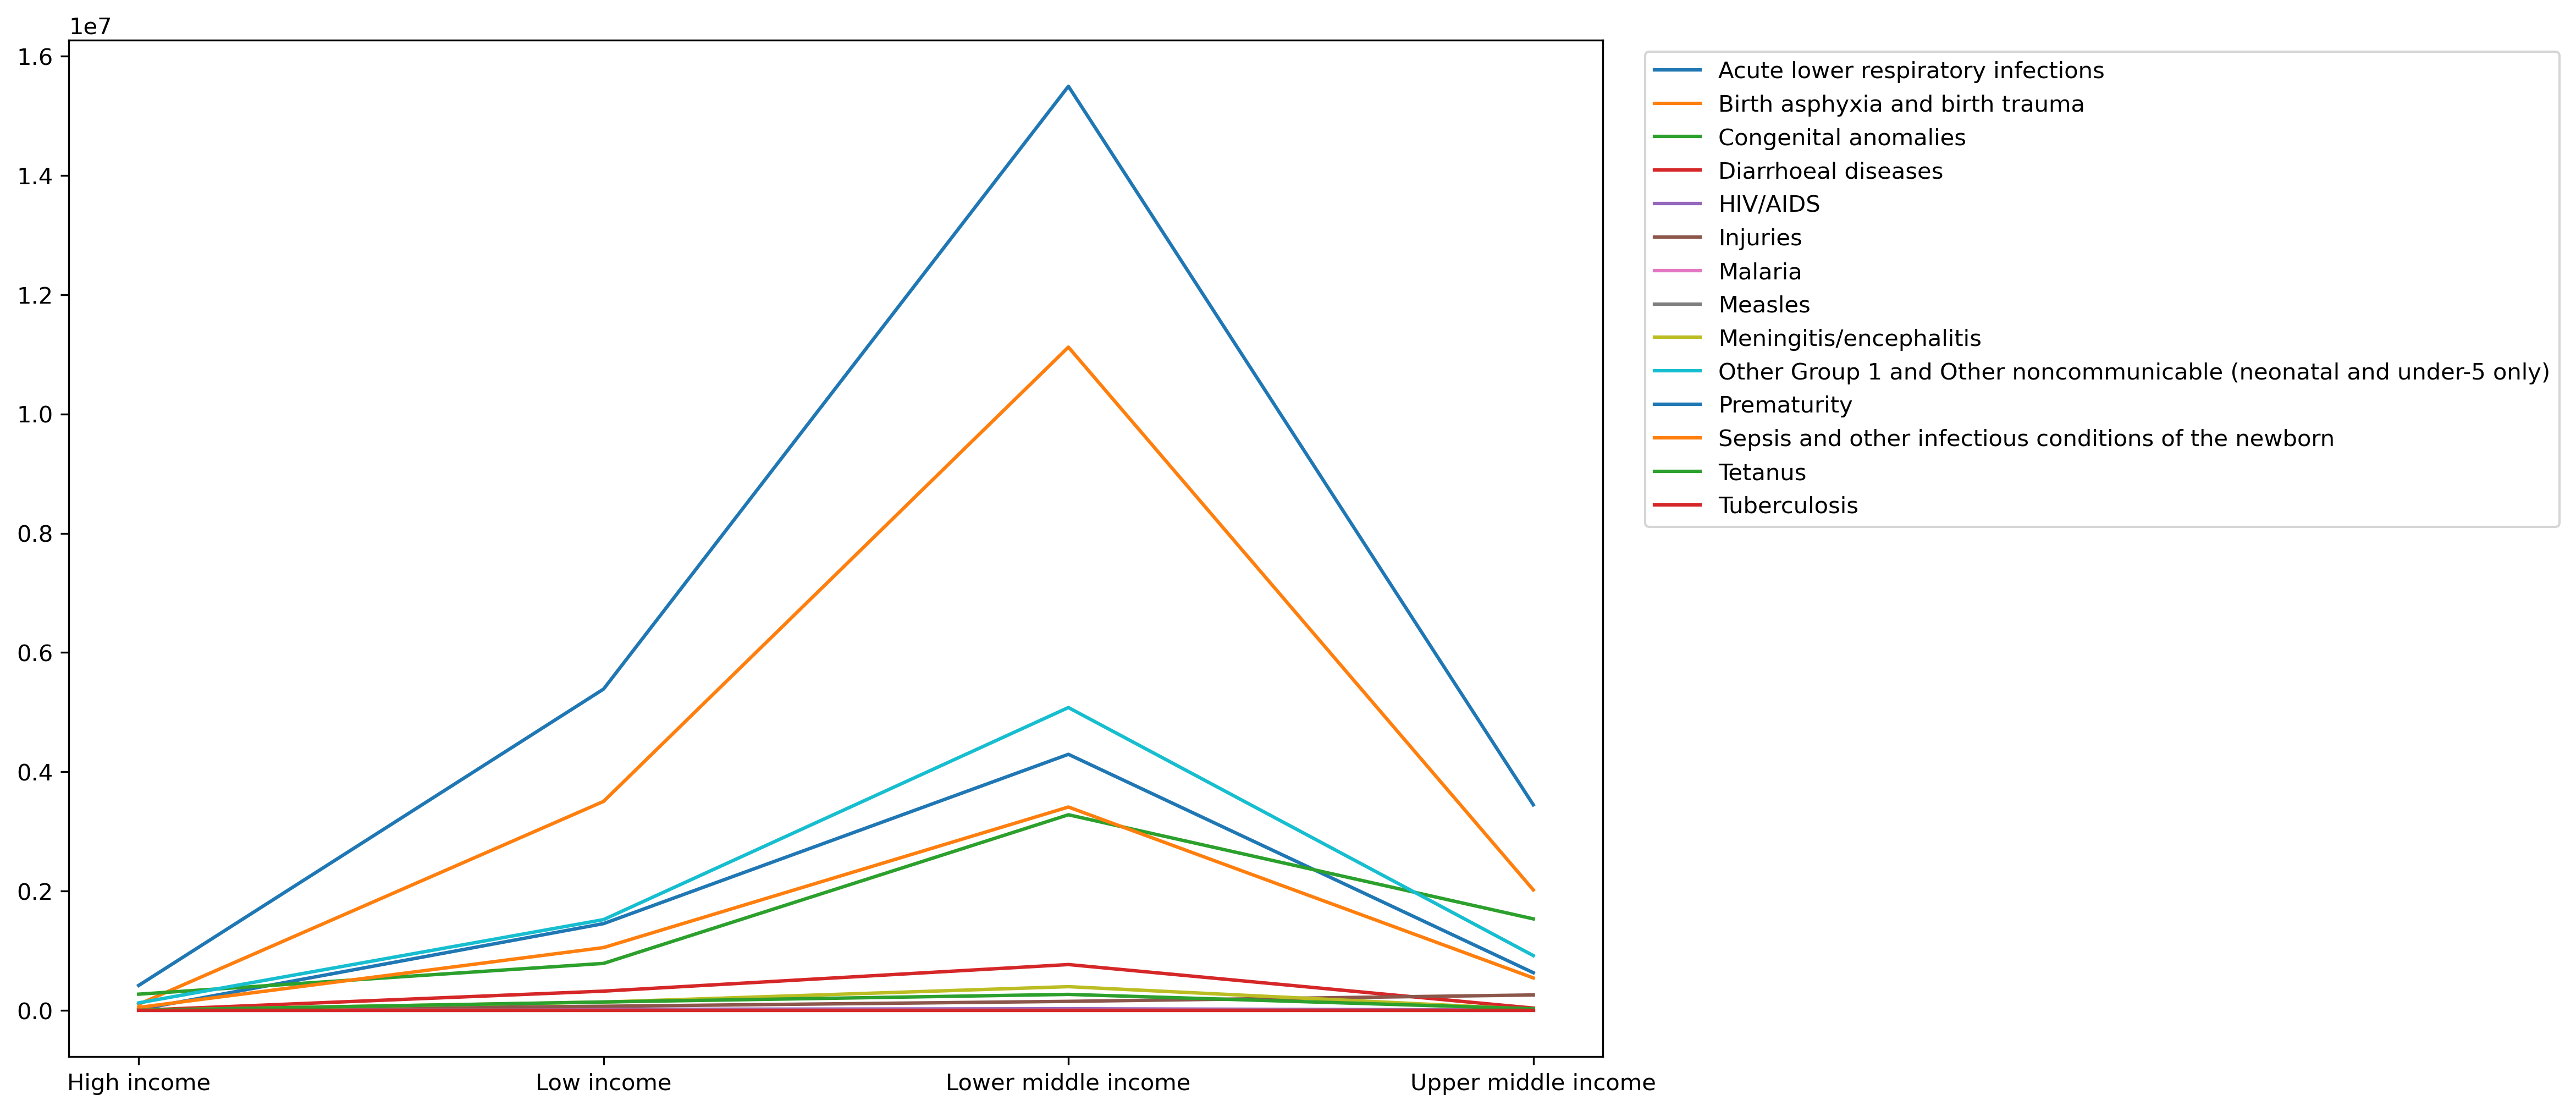 1e7
1.6
1.4
1.2
1.0
0.8
0.6
0.4
0.2
0.0
High income
Low income
Lower middle income
Upper middle income
Acute lower respiratory infections
Birth asphyxia and birth trauma
Congenital anomalies
Diarrhoeal diseases
HIV/AIDS
Injuries
Malaria
Measles
Meningitis/encephalitis
Other Group 1 and Other noncommunicable (neonatal and under-5 only)
Prematurity
Sepsis and other infectious conditions of the newborn
Tetanus
Tuberculosis